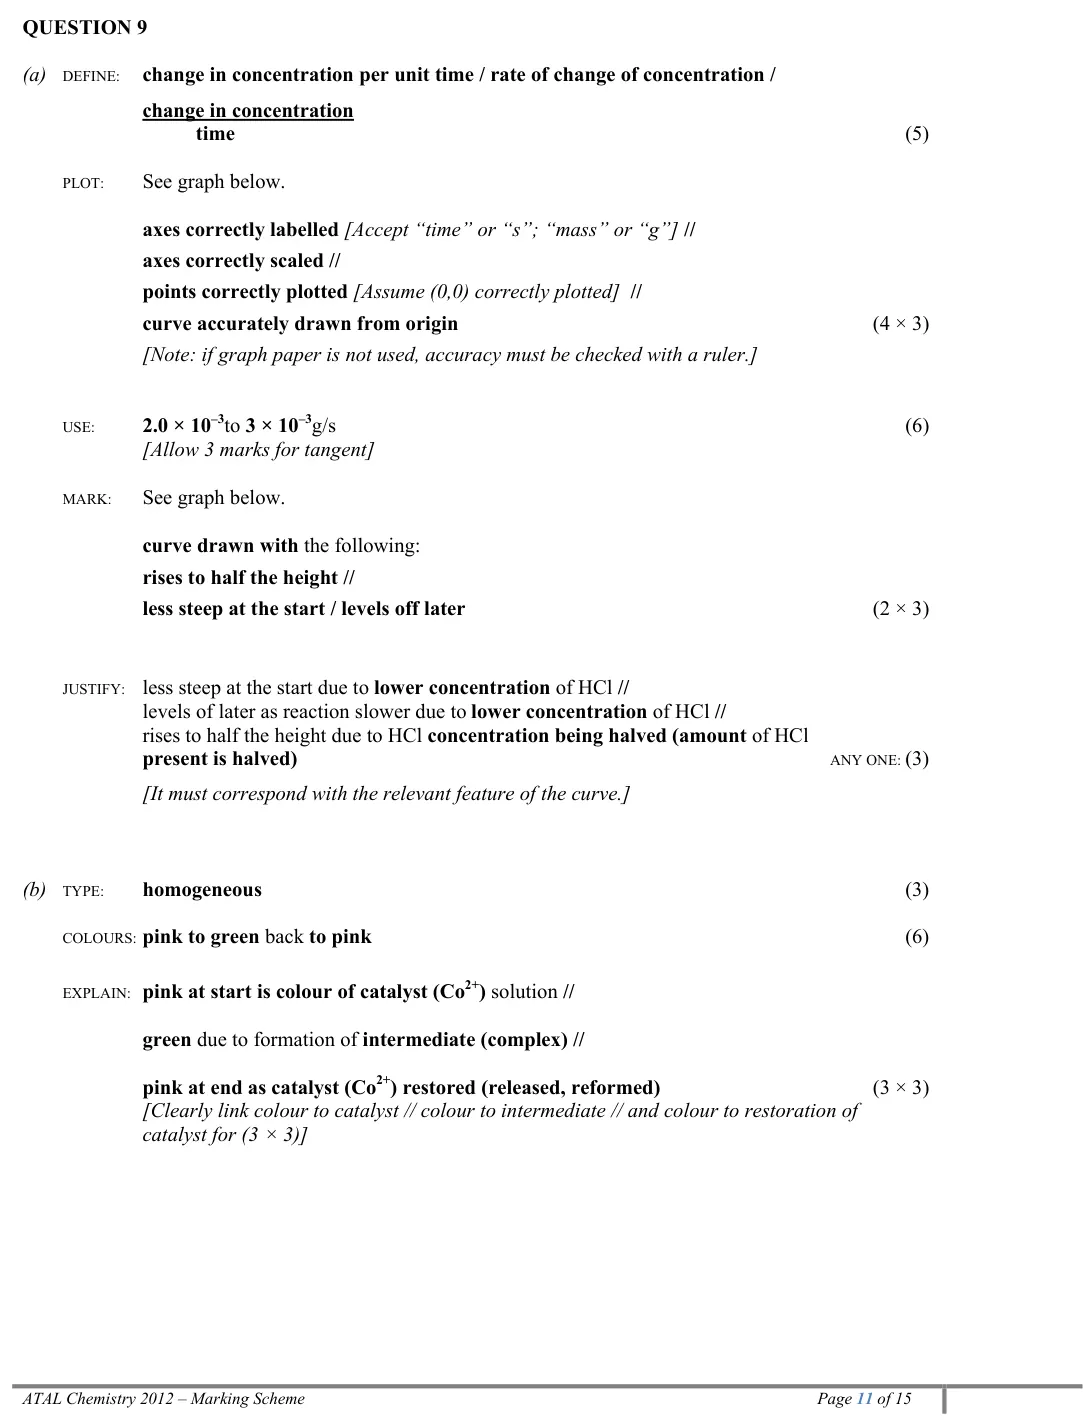 QUESTION 9
(a) DEFINE: change in concentration per unit time / rate of change of concentration /
change in concentration
time (5)
PLOT: See graph below.
axes correctly labelled [Accept “time” or “s”; “mass” or “g”] //
axes correctly scaled //
points correctly plotted [Assume (0,0) correctly plotted] //
curve accurately drawn from origin (4 × 3)
[Note: if graph paper is not used, accuracy must be checked with a ruler.]
USE: 2.0 × 10⁻³to 3 × 10⁻³g/s (6)
[Allow 3 marks for tangent]
MARK: See graph below.
curve drawn with the following:
rises to half the height //
less steep at the start / levels off later (2 × 3)
JUSTIFY: less steep at the start due to lower concentration of HCl //
levels of later as reaction slower due to lower concentration of HCl //
rises to half the height due to HCl concentration being halved (amount of HCl
present is halved) ANY ONE: (3)
[It must correspond with the relevant feature of the curve.]
(b) TYPE: homogeneous (3)
COLOURS: pink to green back to pink (6)
EXPLAIN: pink at start is colour of catalyst (Co²⁺) solution //
green due to formation of intermediate (complex) //
pink at end as catalyst (Co²⁺) restored (released, reformed) (3 × 3)
[Clearly link colour to catalyst // colour to intermediate // and colour to restoration of
catalyst for (3 × 3)]
ATAL Chemistry 2012 – Marking Scheme Page 11 of 15